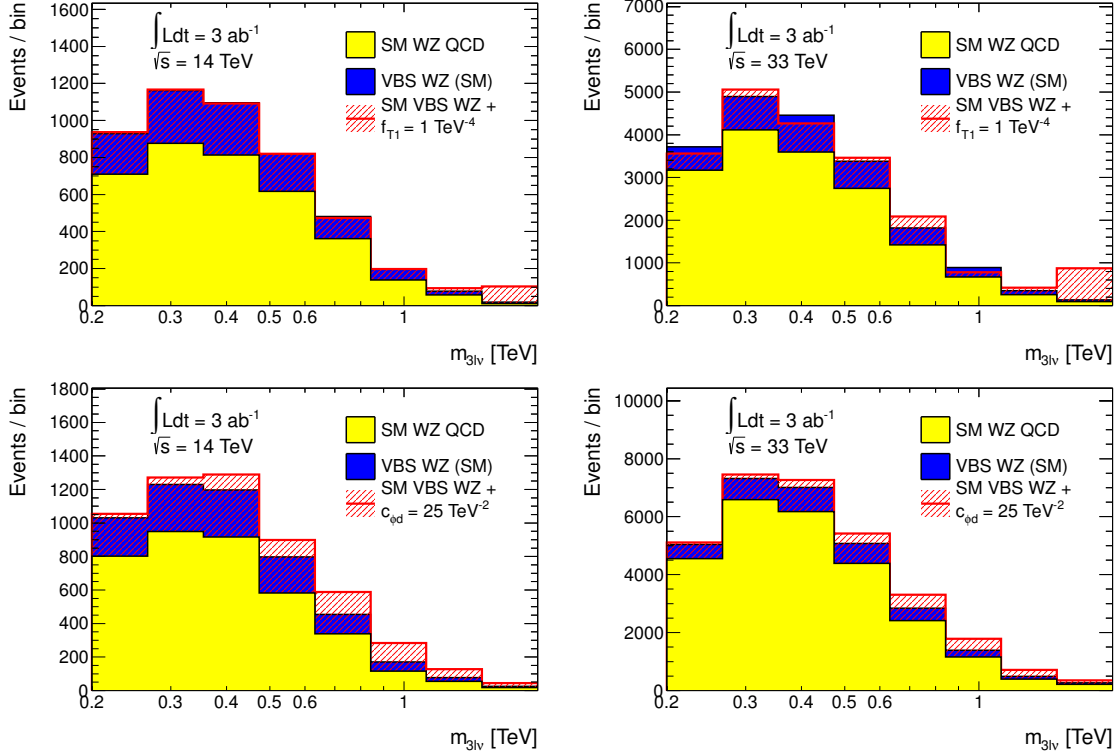 Events / bin
1600
1400
1200
1000
800
600
400
200
0
∫Ldt = 3 ab⁻¹
√s = 14 TeV
SM WZ QCD
VBS WZ (SM)
SM VBS WZ +
f_T1 = 1 TeV⁻⁴
0.2 0.3 0.4 0.5 0.6 1
m_3lν [TeV]
Events / bin
7000
6000
5000
4000
3000
2000
1000
0
∫Ldt = 3 ab⁻¹
√s = 33 TeV
SM WZ QCD
VBS WZ (SM)
SM VBS WZ +
f_T1 = 1 TeV⁻⁴
0.2 0.3 0.4 0.5 0.6 1
m_3lν [TeV]
Events / bin
1800
1600
1400
1200
1000
800
600
400
200
0
∫Ldt = 3 ab⁻¹
√s = 14 TeV
SM WZ QCD
VBS WZ (SM)
SM VBS WZ +
c_ϕd = 25 TeV⁻²
0.2 0.3 0.4 0.5 0.6 1
m_3lν [TeV]
Events / bin
10000
8000
6000
4000
2000
0
∫Ldt = 3 ab⁻¹
√s = 33 TeV
SM WZ QCD
VBS WZ (SM)
SM VBS WZ +
c_ϕd = 25 TeV⁻²
0.2 0.3 0.4 0.5 0.6 1
m_3lν [TeV]